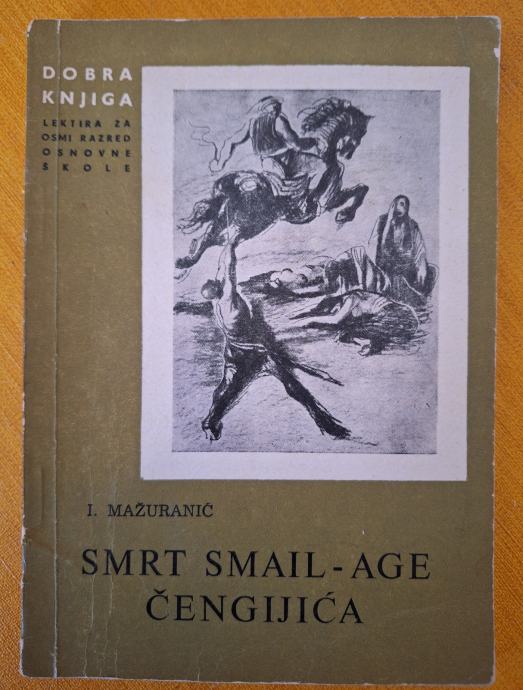 DOBRA
KNJIGA
LEKTIRA ZA
OSMI RAZRED
OSNOVNE
ŠKOLE
I. MAŽURANIĆ
SMRT SMAIL-AGE
ČENGIJIĆA